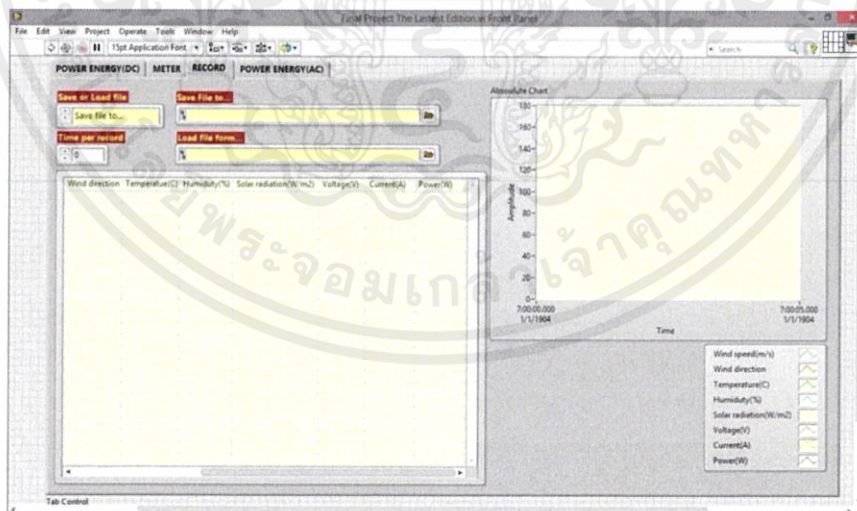 Final Project The Lastest Edition.vi Front Panel
File Edit View Project Operate Tools Window Help
15pt Application Font
Search
POWER ENERGY(DC) METER RECORD POWER ENERGY(AC)
Save or Load file Save File to...
Save file to...
Time per record Load file form...
0
Wind direction Temperatue(C) Humiduty(%) Solar radiation(W/m2) Voltage(V) Current(A) Power(W)
Absoulute Chart
180
160
140
120
100
80
60
40
20
0
Amplitude
7:00:00.000 7:00:05.000
1/1/1904 1/1/1904
Time
Wind speed(m/s)
Wind direction
Temperature(C)
Humiduty(%)
Solar radiation(W/m2)
Voltage(V)
Current(A)
Power(W)
Tab Control